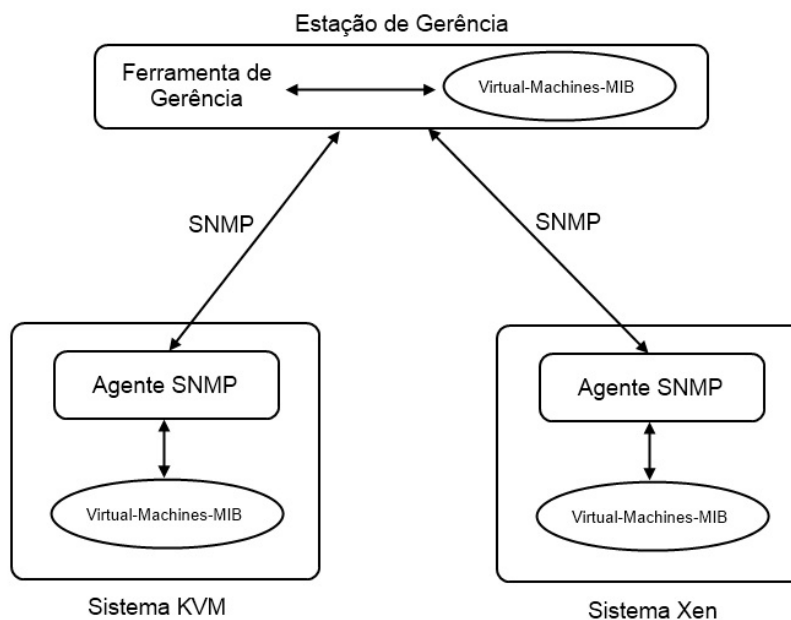 Estação de Gerência
Ferramenta de
Gerência
Virtual-Machines-MIB
SNMP
SNMP
Agente SNMP
Virtual-Machines-MIB
Sistema KVM
Agente SNMP
Virtual-Machines-MIB
Sistema Xen